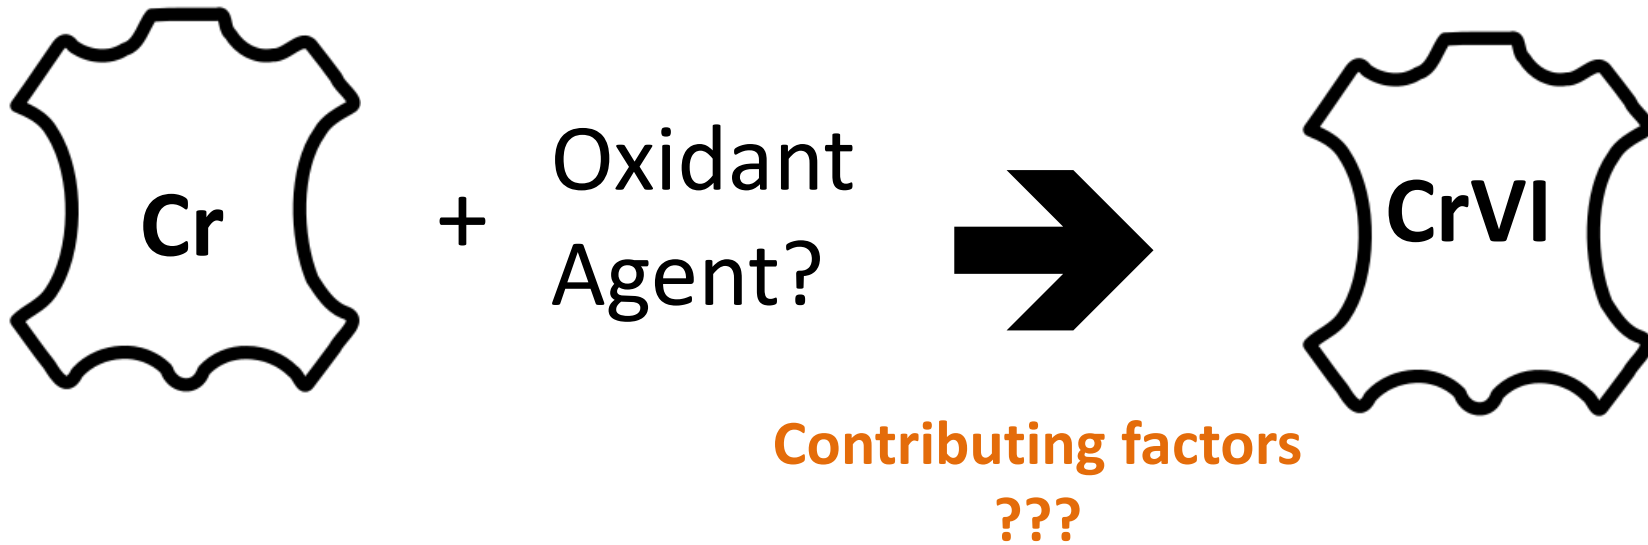 Cr
+
Oxidant
Agent?
CrVI
Contributing factors
???